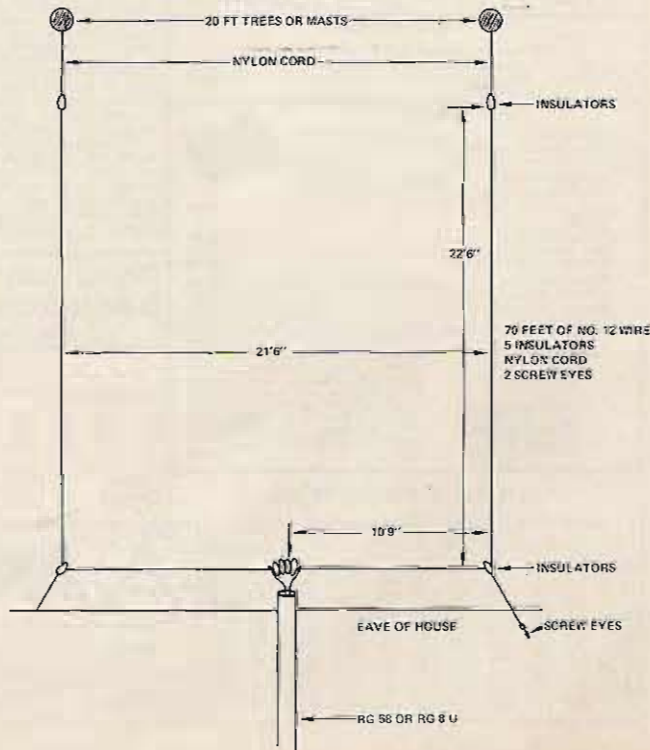 20 FT TREES OR MASTS
NYLON CORD
INSULATORS
22'6"
70 FEET OF NO. 12 WIRE
5 INSULATORS
NYLON CORD
2 SCREW EYES
21'6"
10'9"
INSULATORS
EAVE OF HOUSE
SCREW EYES
RG 58 OR RG 8 U